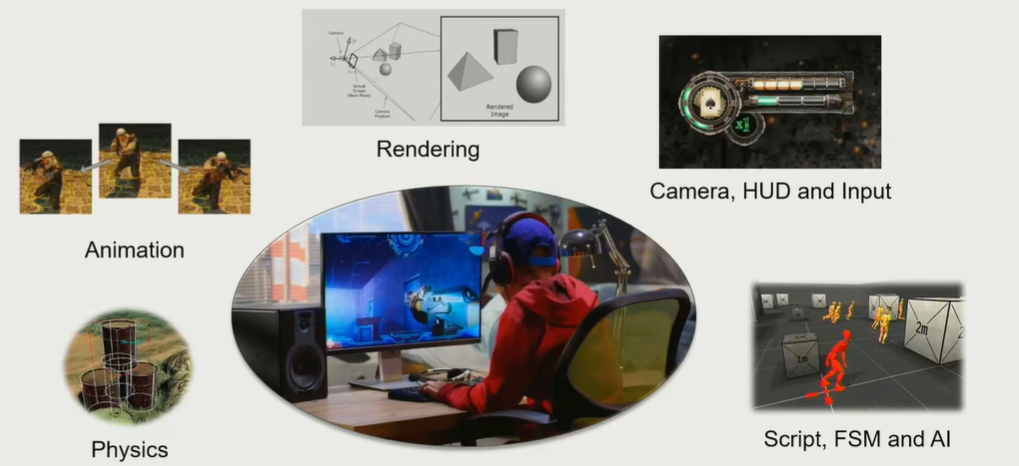 Camera
Virtual
Screen
(Near Plane)
Camera
Frustum
Rendered
Image
Rendering
Camera, HUD and Input
Animation
Physics
1m
2m
2
Script, FSM and AI